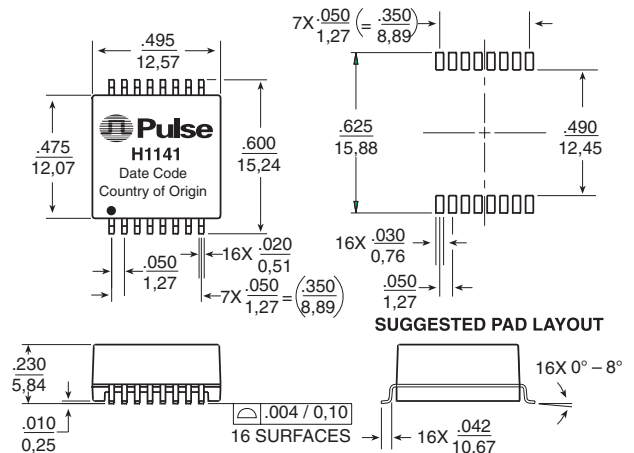 .495
12,57
7X .050 (= .350)
1,27 8,89
Pulse
H1141
Date Code
Country of Origin
.475
12,07
.600
15,24
.625
15,88
.490
12,45
16X .020
0,51
.050
1,27
7X .050 = (.350)
1,27 8,89
16X .030
0,76
.050
1,27
SUGGESTED PAD LAYOUT
.230
5,84
.010
0,25
.004 / 0,10
16 SURFACES
16X 0° – 8°
16X .042
10,67